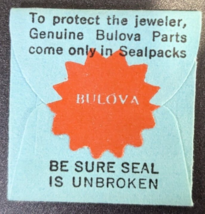 To protect the jeweler,
Genuine Bulova Parts
come only in Sealpacks
BULOVA
BE SURE SEAL
IS UNBROKEN